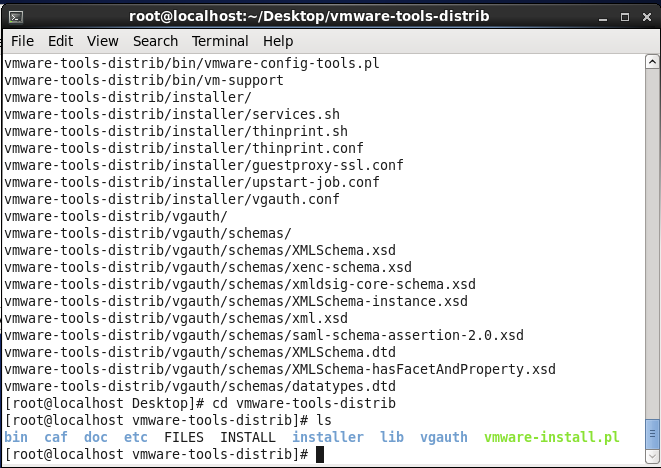 root@localhost:~/Desktop/vmware-tools-distrib
File Edit View Search Terminal Help
vmware-tools-distrib/bin/vmware-config-tools.pl
vmware-tools-distrib/bin/vm-support
vmware-tools-distrib/installer/
vmware-tools-distrib/installer/services.sh
vmware-tools-distrib/installer/thinprint.sh
vmware-tools-distrib/installer/thinprint.conf
vmware-tools-distrib/installer/guestproxy-ssl.conf
vmware-tools-distrib/installer/upstart-job.conf
vmware-tools-distrib/installer/vgauth.conf
vmware-tools-distrib/vgauth/
vmware-tools-distrib/vgauth/schemas/
vmware-tools-distrib/vgauth/schemas/XMLSchema.xsd
vmware-tools-distrib/vgauth/schemas/xenc-schema.xsd
vmware-tools-distrib/vgauth/schemas/xmldsig-core-schema.xsd
vmware-tools-distrib/vgauth/schemas/XMLSchema-instance.xsd
vmware-tools-distrib/vgauth/schemas/xml.xsd
vmware-tools-distrib/vgauth/schemas/saml-schema-assertion-2.0.xsd
vmware-tools-distrib/vgauth/schemas/XMLSchema.dtd
vmware-tools-distrib/vgauth/schemas/XMLSchema-hasFacetAndProperty.xsd
vmware-tools-distrib/vgauth/schemas/datatypes.dtd
[root@localhost Desktop]# cd vmware-tools-distrib
[root@localhost vmware-tools-distrib]# ls
bin caf doc etc FILES INSTALL installer lib vgauth vmware-install.pl
[root@localhost vmware-tools-distrib]#